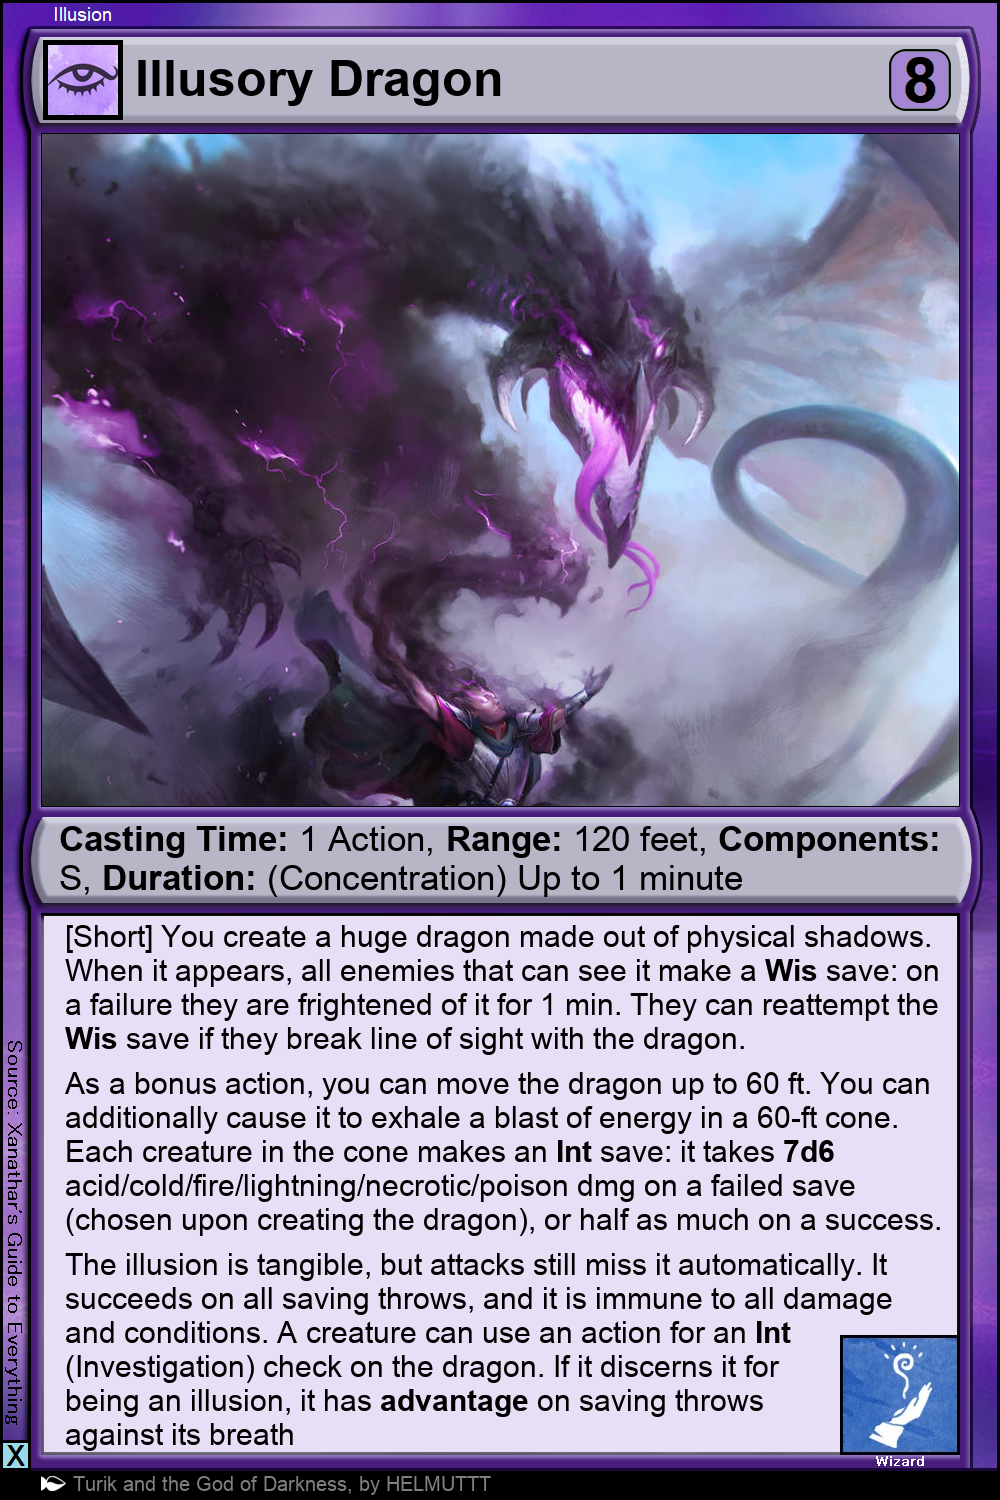 Illusion
Illusory Dragon
8
Casting Time: 1 Action, Range: 120 feet, Components:
S, Duration: (Concentration) Up to 1 minute
[Short] You create a huge dragon made out of physical shadows.
When it appears, all enemies that can see it make a Wis save: on
a failure they are frightened of it for 1 min. They can reattempt the
Wis save if they break line of sight with the dragon.
As a bonus action, you can move the dragon up to 60 ft. You can
additionally cause it to exhale a blast of energy in a 60-ft cone.
Each creature in the cone makes an Int save: it takes 7d6
acid/cold/fire/lightning/necrotic/poison dmg on a failed save
(chosen upon creating the dragon), or half as much on a success.
The illusion is tangible, but attacks still miss it automatically. It
succeeds on all saving throws, and it is immune to all damage
and conditions. A creature can use an action for an Int
(Investigation) check on the dragon. If it discerns it for
being an illusion, it has advantage on saving throws
against its breath
Wizard
Source: Xanathar's Guide to Everything
X
Turik and the God of Darkness, by HELMUTTT